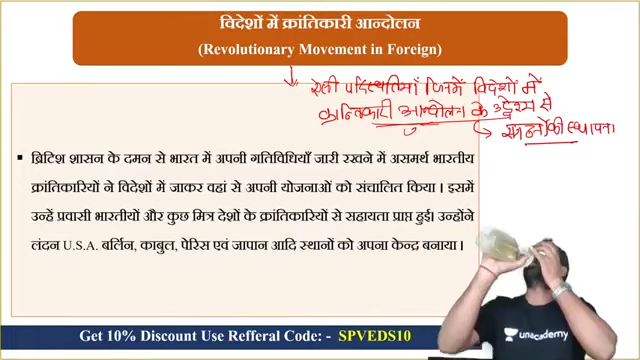 विदेशों में क्रांतिकारी आन्दोलन
(Revolutionary Movement in Foreign)
ऐसी परिस्थितियाँ जिनमें विदेशों में
क्रान्तिकारी आन्दोलन के उद्देश्य से
संगठनों की स्थापना
▪ ब्रिटिश शासन के दमन से भारत में अपनी गतिविधियाँ जारी रखने में असमर्थ भारतीय
क्रांतिकारियों ने विदेशों में जाकर वहां से अपनी योजनाओं को संचालित किया। इसमें
उन्हें प्रवासी भारतीयों और कुछ मित्र देशों के क्रांतिकारियों से सहायता प्राप्त हुई। उन्होंने
लंदन U.S.A. बर्लिन, काबुल, पेरिस एवं जापान आदि स्थानों को अपना केन्द्र बनाया।
unacademy
Get 10% Discount Use Refferal Code: - SPVEDS10